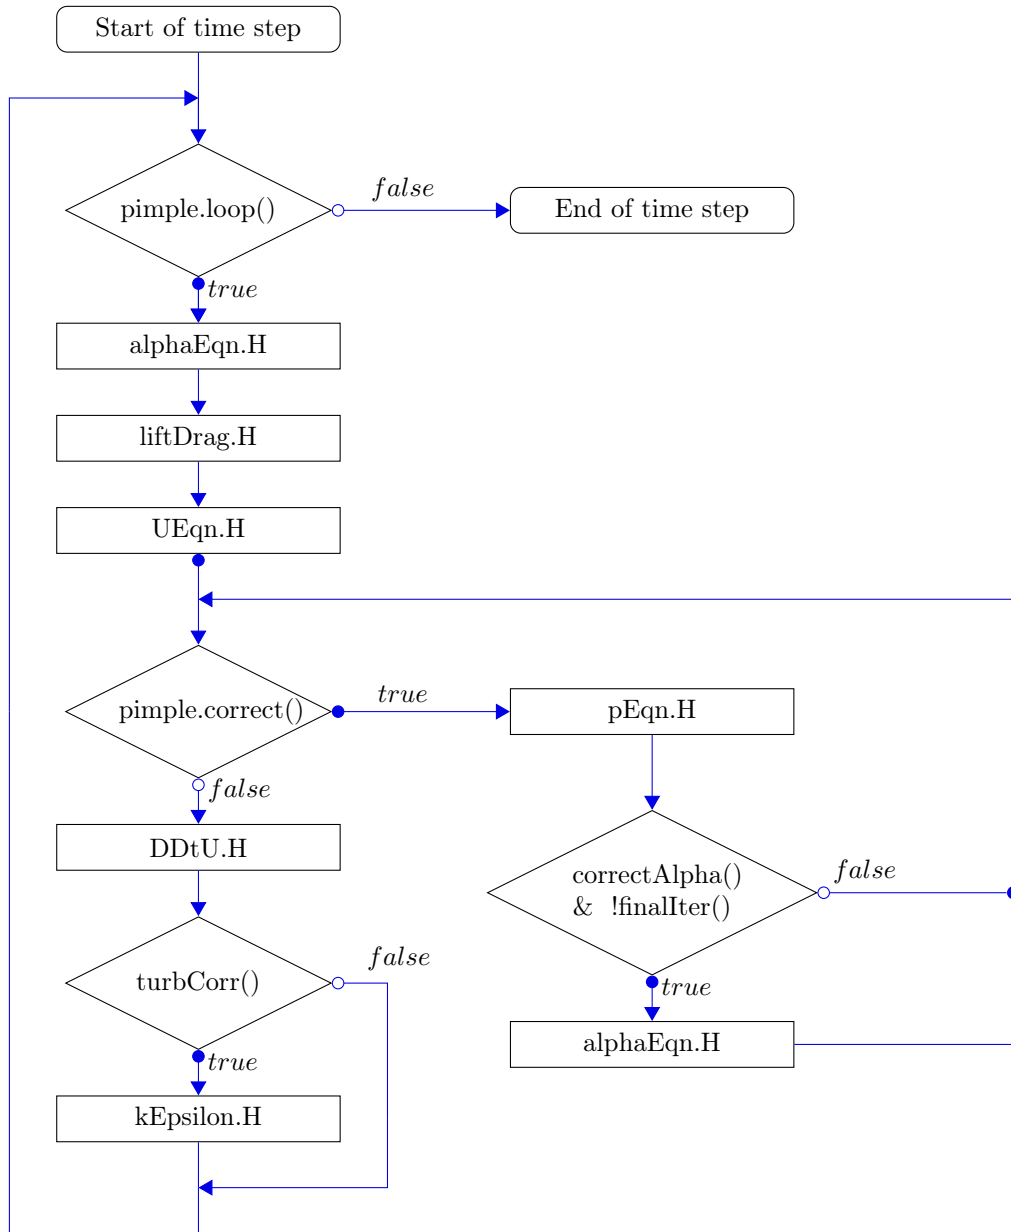 Start of time step
pimple.loop()
false
End of time step
true
alphaEqn.H
liftDrag.H
UEqn.H
pimple.correct()
true
pEqn.H
false
DDtU.H
correctAlpha()
& !finalIter()
false
turbCorr()
false
true
alphaEqn.H
true
kEpsilon.H